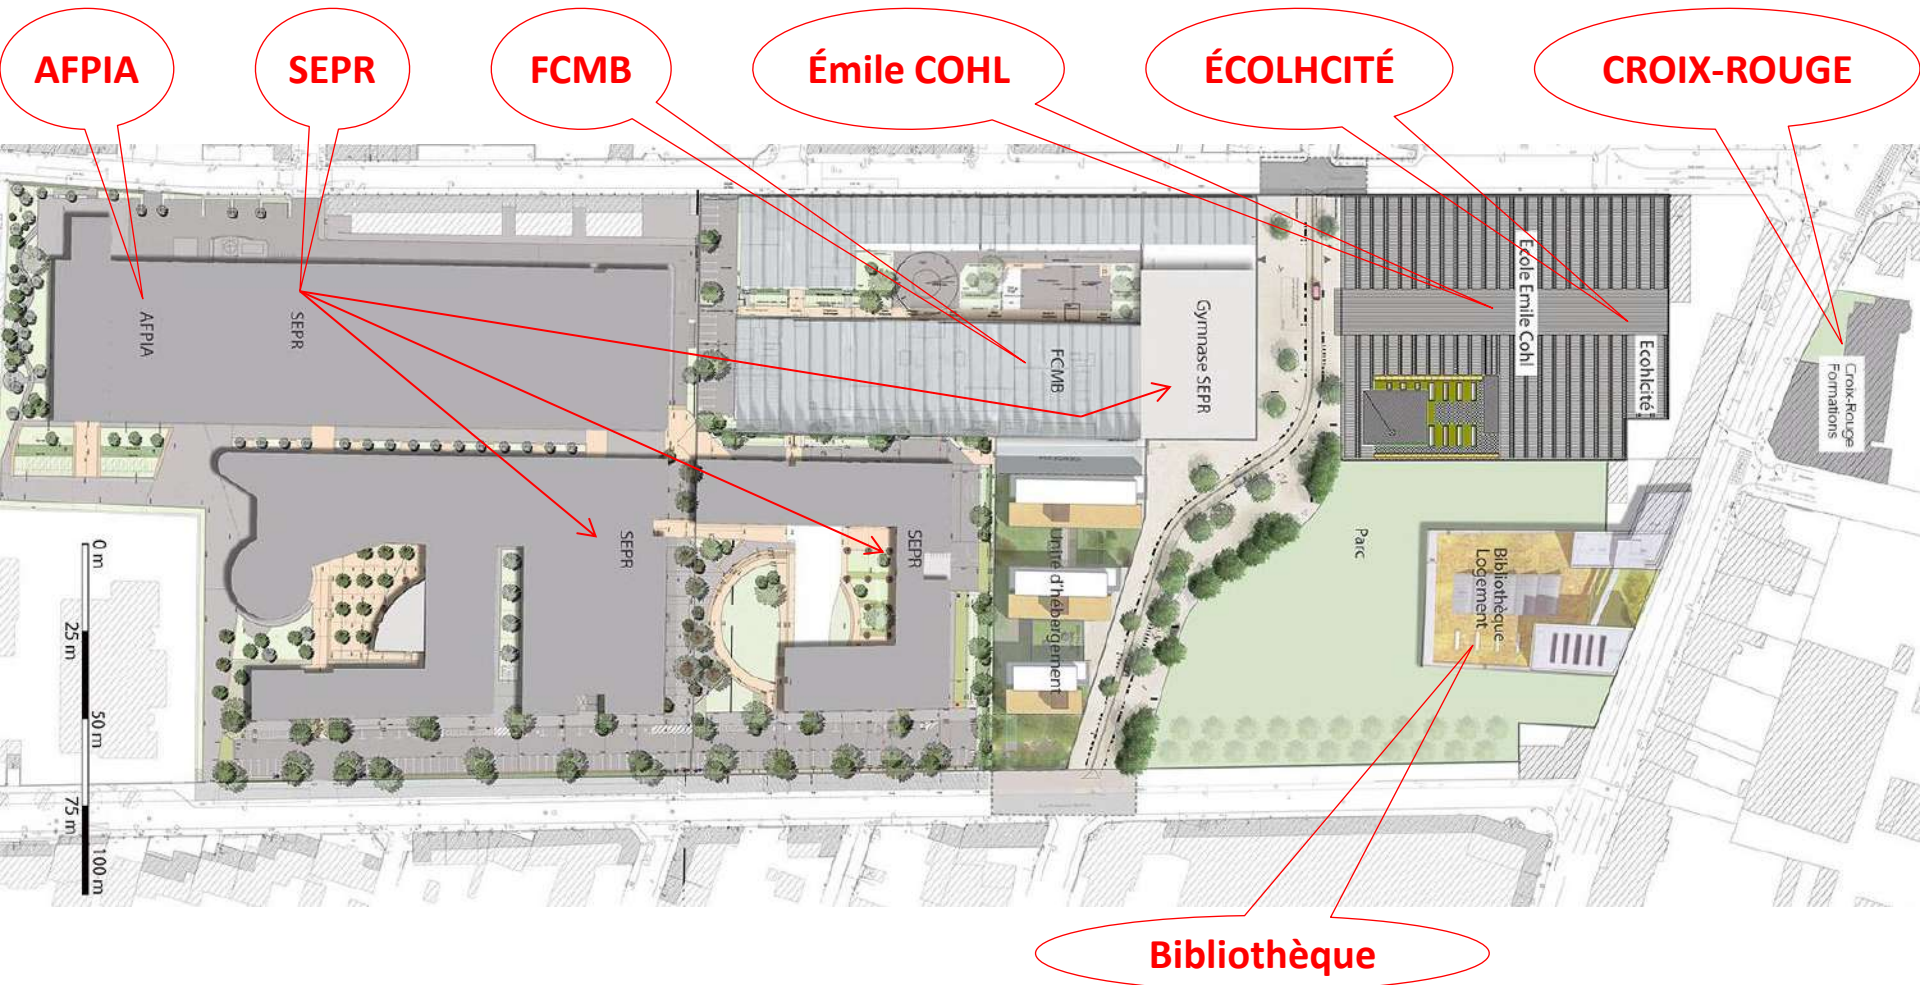 AFPIA
SEPR
FCMB
Émile COHL
ÉCOLHCITÉ
CROIX-ROUGE
AFPIA
SEPR
FCMB
Gymnase SEPR
Ecole Emile Cohl
Ecohlcité
Croix-Rouge
Formations
SEPR
SEPR
Unité d'hébergement
Parc
Bibliothèque
Logement
0 m
25 m
50 m
75 m
100 m
Bibliothèque